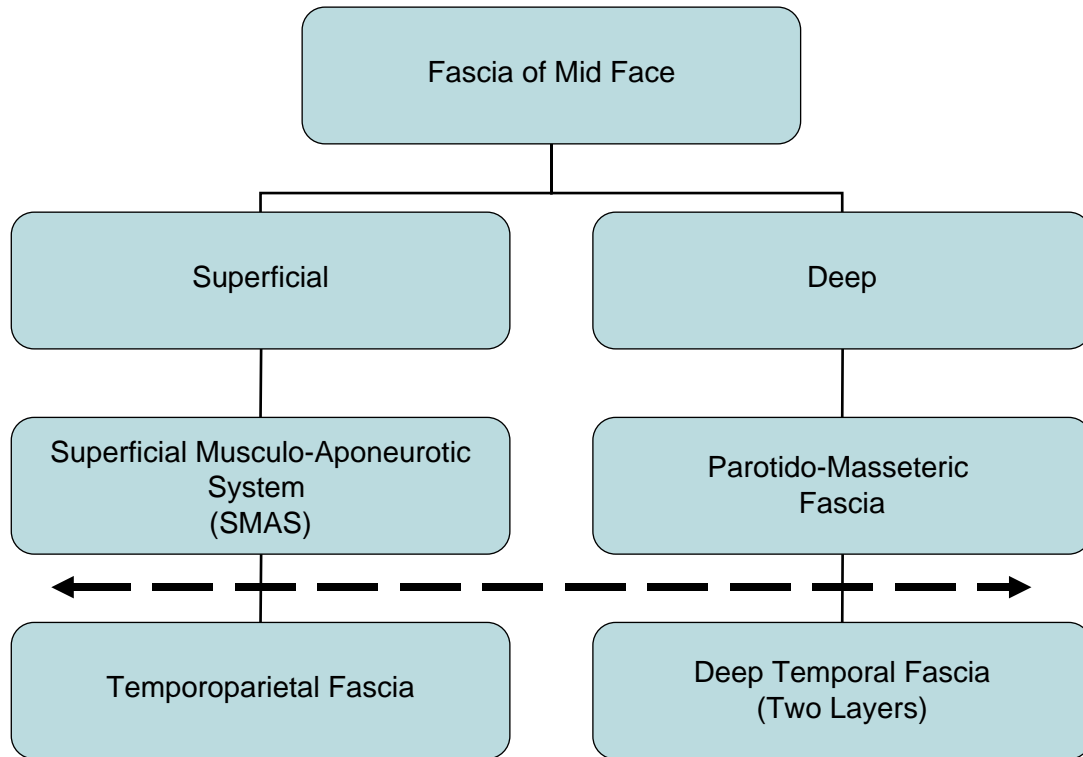 Fascia of Mid Face
Superficial
Deep
Superficial Musculo-Aponeurotic
System
(SMAS)
Parotido-Masseteric
Fascia
Temporoparietal Fascia
Deep Temporal Fascia
(Two Layers)